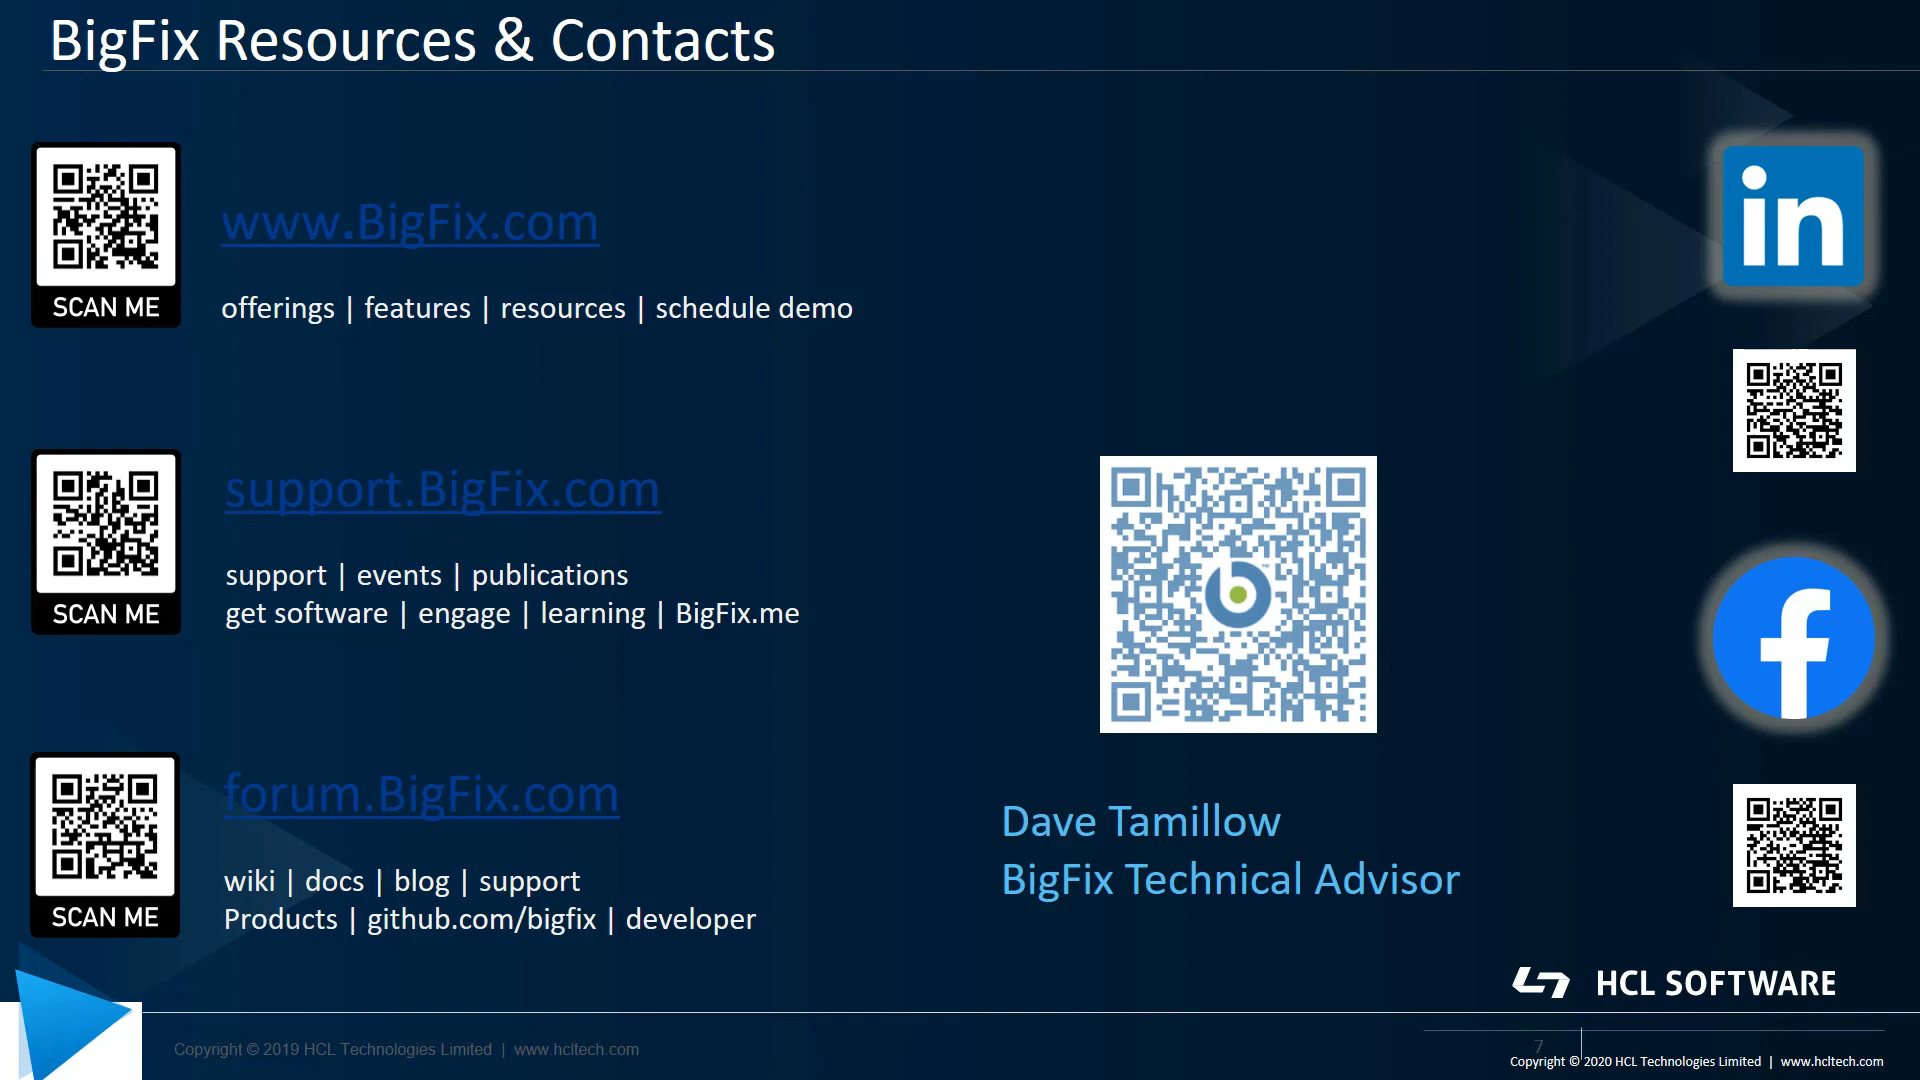 BigFix Resources & Contacts
www.BigFix.com
offerings | features | resources | schedule demo
SCAN ME
support.BigFix.com
support | events | publications
get software | engage | learning | BigFix.me
SCAN ME
forum.BigFix.com
wiki | docs | blog | support
Products | github.com/bigfix | developer
SCAN ME
in
b
™
Dave Tamillow
BigFix Technical Advisor
f
HCL SOFTWARE
Copyright © 2019 HCL Technologies Limited | www.hcltech.com
7
Copyright © 2020 HCL Technologies Limited | www.hcltech.com